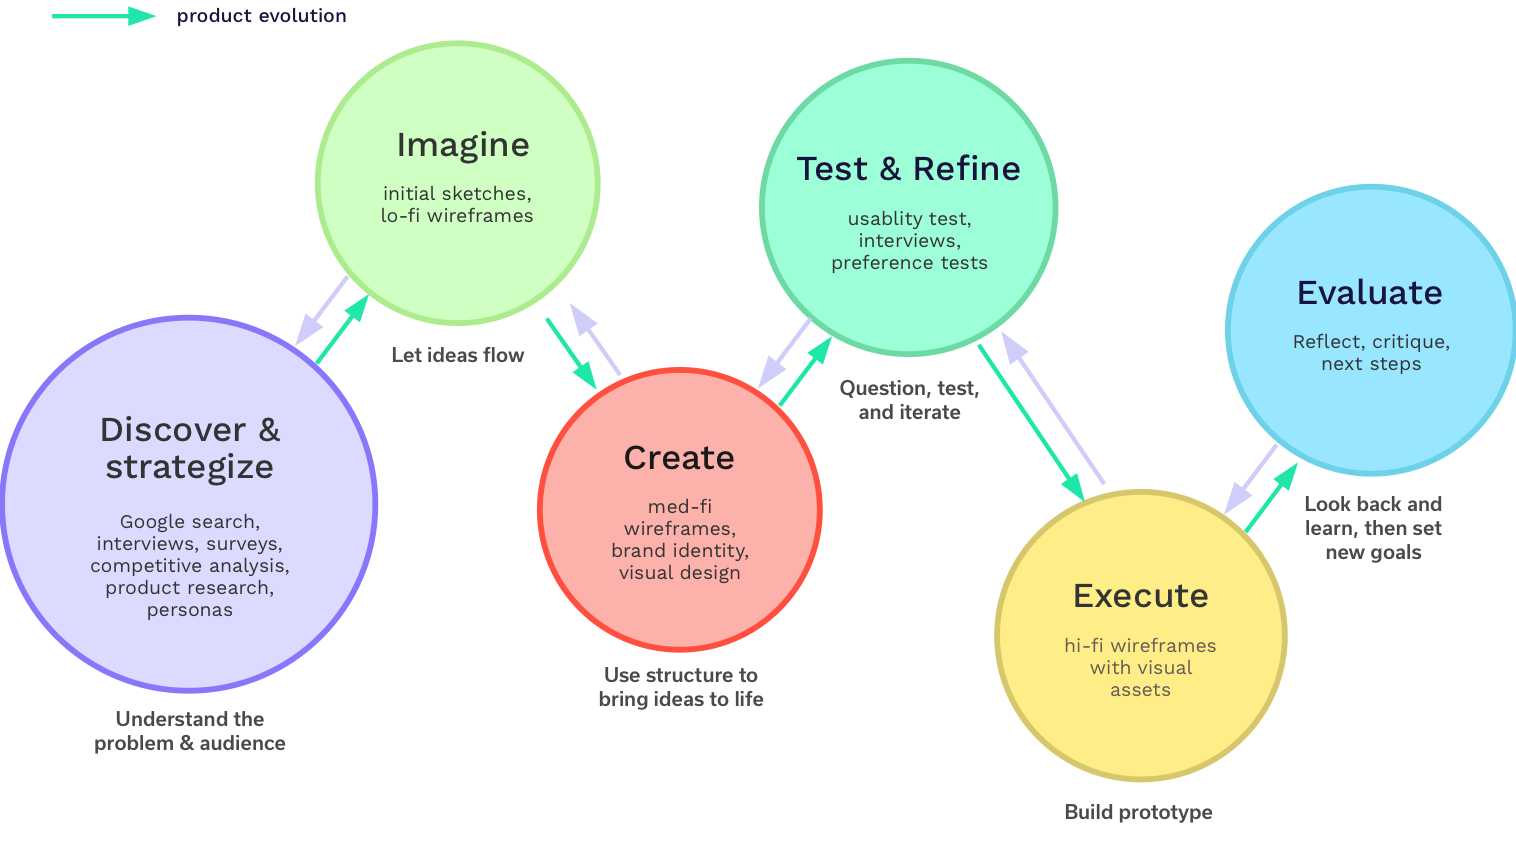 product evolution
Imagine
initial sketches,
lo-fi wireframes
Let ideas flow
Test & Refine
usablity test,
interviews,
preference tests
Question, test,
and iterate
Evaluate
Reflect, critique,
next steps
Look back and
learn, then set
new goals
Discover &
strategize
Google search,
interviews, surveys,
competitive analysis,
product research,
personas
Understand the
problem & audience
Create
med-fi
wireframes,
brand identity,
visual design
Use structure to
bring ideas to life
Execute
hi-fi wireframes
with visual
assets
Build prototype